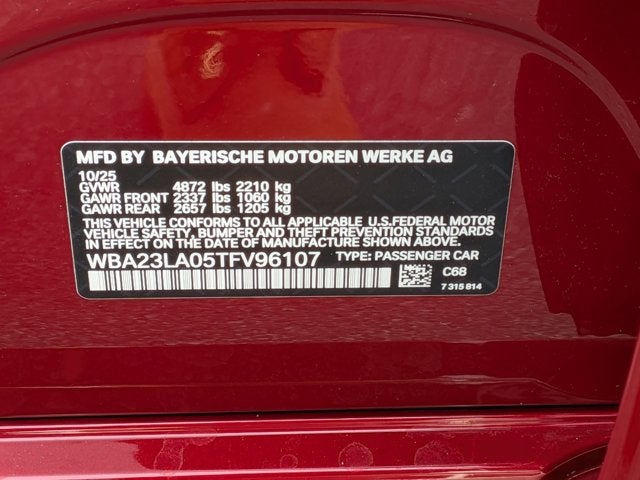 MFD BY BAYERISCHE MOTOREN WERKE AG
10/25
GVWR 4872 lbs 2210 kg
GAWR FRONT 2337 lbs 1060 kg
GAWR REAR 2657 lbs 1205 kg
THIS VEHICLE CONFORMS TO ALL APPLICABLE U.S.FEDERAL MOTOR
VEHICLE SAFETY, BUMPER AND THEFT PREVENTION STANDARDS
IN EFFECT ON THE DATE OF MANUFACTURE SHOWN ABOVE.
WBA23LA05TFV96107 TYPE: PASSENGER CAR
C68
7 315 814